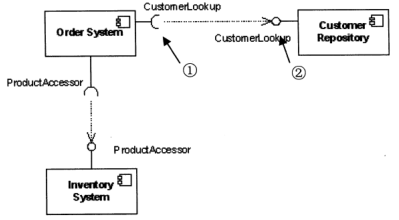 CustomerLookup
Order System
Customer
Repository
CustomerLookup
①
②
ProductAccessor
ProductAccessor
Inventory
System